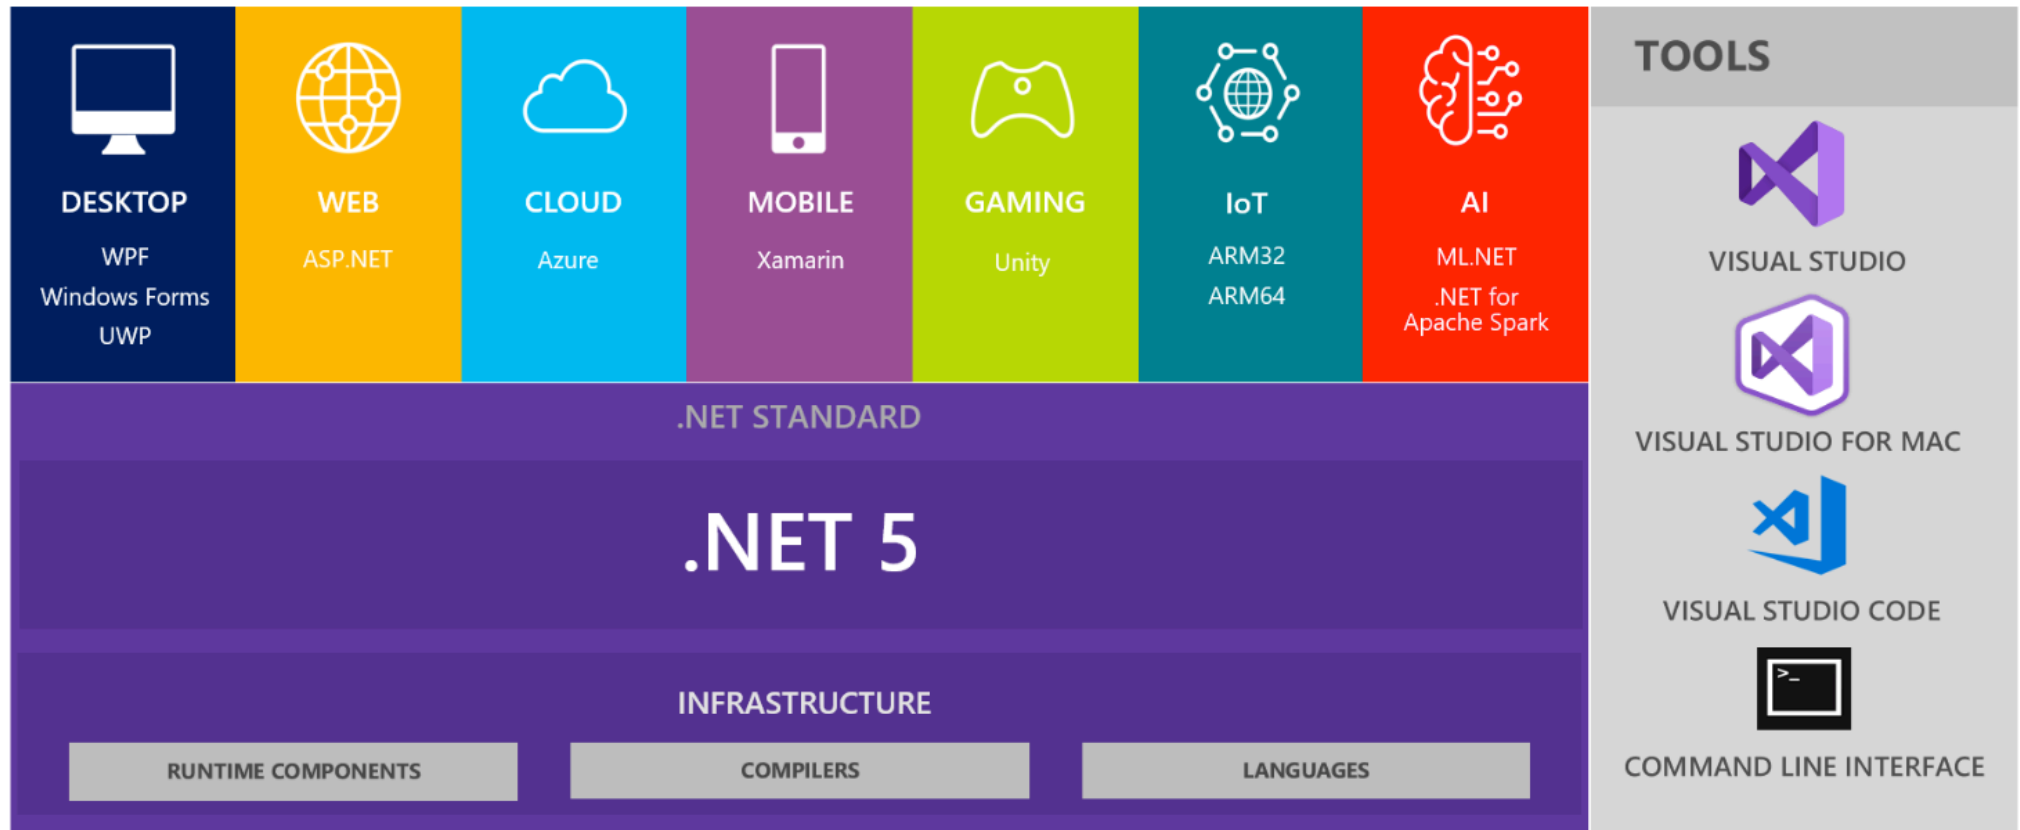 DESKTOP
WPF
Windows Forms
UWP
WEB
ASP.NET
CLOUD
Azure
MOBILE
Xamarin
GAMING
Unity
IoT
ARM32
ARM64
AI
ML.NET
.NET for
Apache Spark
.NET STANDARD
.NET 5
INFRASTRUCTURE
RUNTIME COMPONENTS
COMPILERS
LANGUAGES
TOOLS
VISUAL STUDIO
VISUAL STUDIO FOR MAC
VISUAL STUDIO CODE
>_
COMMAND LINE INTERFACE